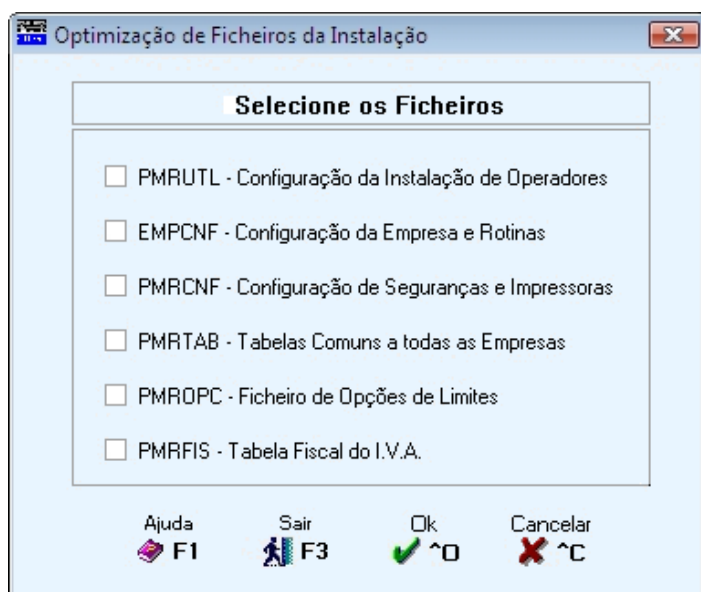 Optimização de Ficheiros da Instalação
Selecione os Ficheiros
PMRUTL - Configuração da Instalação de Operadores
EMPCNF - Configuração da Empresa e Rotinas
PMRCNF - Configuração de Seguranças e Impressoras
PMRTAB - Tabelas Comuns a todas as Empresas
PMROPC - Ficheiro de Opções de Limites
PMRFIS - Tabela Fiscal do I.V.A.
Ajuda Sair Ok Cancelar
F1 F3 ^O ^C